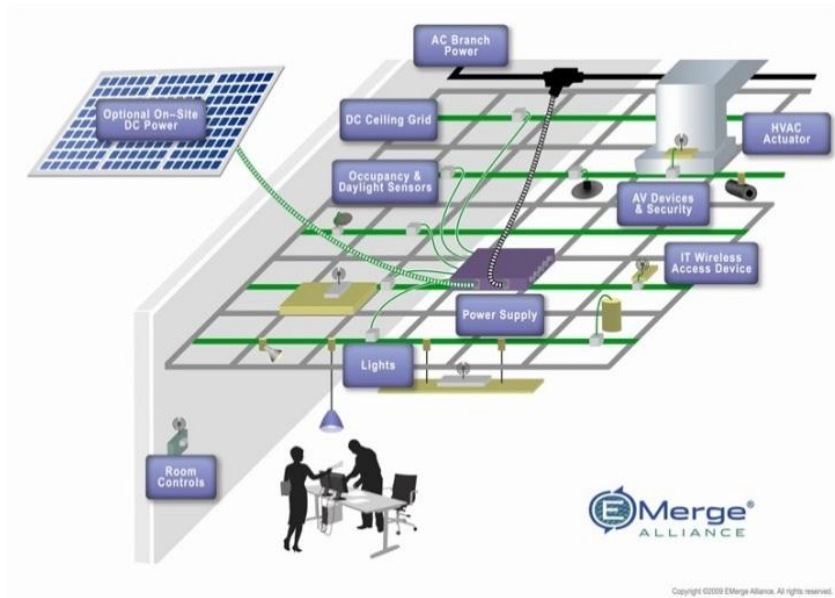 AC Branch
Power
Optional On-Site
DC Power
DC Ceiling Grid
HVAC
Actuator
Occupancy &
Daylight Sensors
AV Devices
& Security
IT Wireless
Access Device
Power Supply
Lights
Room
Controls
EMerge®
ALLIANCE
Copyright ©2009 EMerge Alliance. All rights reserved.